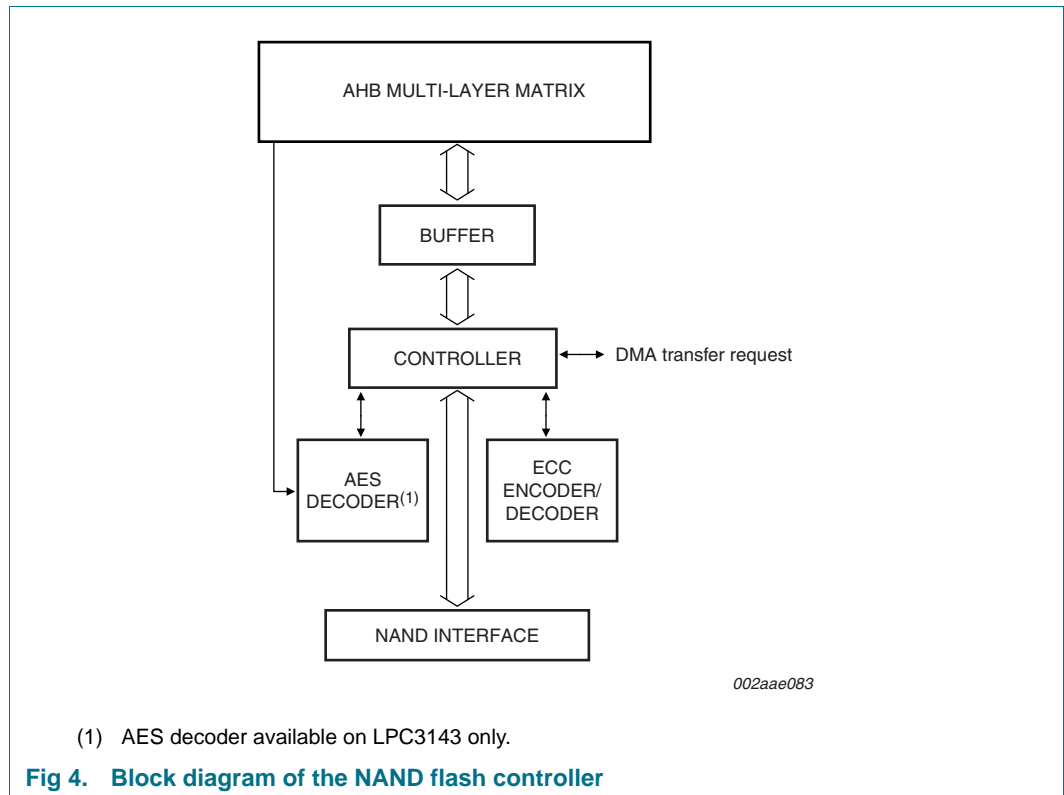 AHB MULTI-LAYER MATRIX
BUFFER
CONTROLLER
DMA transfer request
AES
DECODER(1)
ECC
ENCODER/
DECODER
NAND INTERFACE
002aae083
(1) AES decoder available on LPC3143 only.
Fig 4. Block diagram of the NAND flash controller